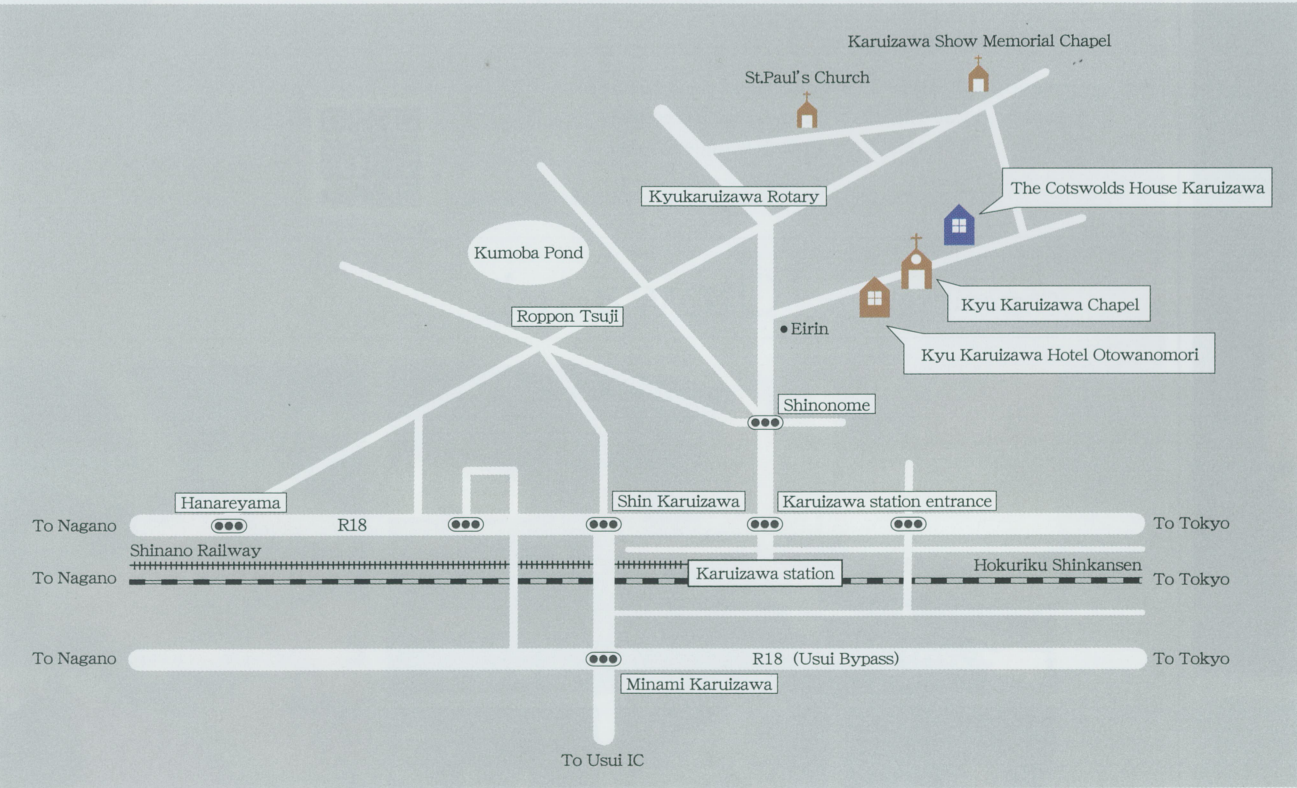 Karuizawa Show Memorial Chapel
St.Paul's Church
The Cotswolds House Karuizawa
Kyukaruizawa Rotary
Kumoba Pond
Kyu Karuizawa Chapel
Roppon Tsuji
Eirin
Kyu Karuizawa Hotel Otowanomori
Shinonome
Hanareyama
Shin Karuizawa
Karuizawa station entrance
To Nagano
R18
To Tokyo
Shinano Railway
Hokuriku Shinkansen
To Nagano
Karuizawa station
To Tokyo
To Nagano
R18 (Usui Bypass)
To Tokyo
Minami Karuizawa
To Usui IC